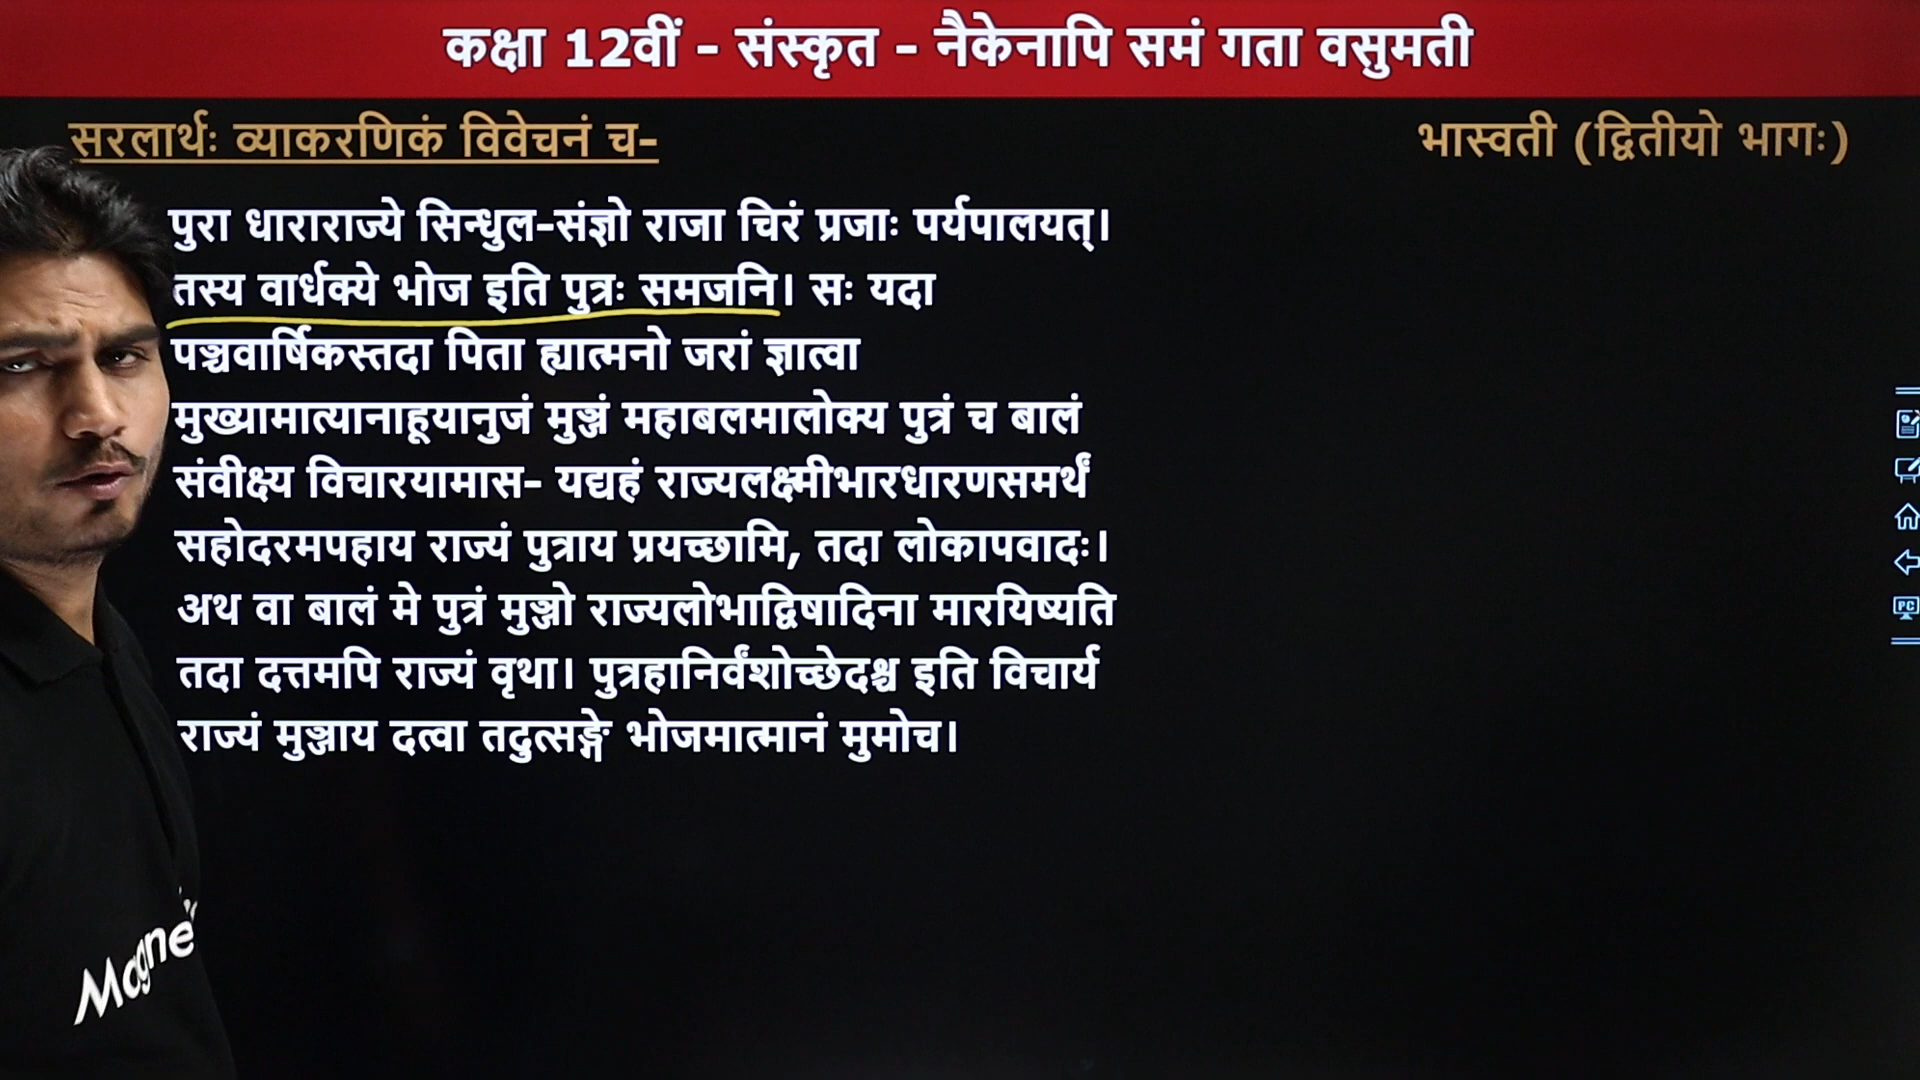 कक्षा 12वीं - संस्कृत - नैकेनापि समं गता वसुमती
सरलार्थः व्याकरणिकं विवेचनं च-
भास्वती (द्वितीयो भागः)
पुरा धाराराज्ये सिन्धुल-संज्ञो राजा चिरं प्रजाः पर्यपालयत्।
तस्य वार्धक्ये भोज इति पुत्रः समजनि। सः यदा
पञ्चवार्षिकस्तदा पिता ह्यात्मनो जरां ज्ञात्वा
मुख्यामात्यानाहूयानुजं मुञ्जं महाबलमालोक्य पुत्रं च बालं
संवीक्ष्य विचारयामास- यद्यहं राज्यलक्ष्मीभारधारणसमर्थं
सहोदरमपहाय राज्यं पुत्राय प्रयच्छामि, तदा लोकापवादः।
अथ वा बालं मे पुत्रं मुञ्जो राज्यलोभाद्विषादिना मारयिष्यति
तदा दत्तमपि राज्यं वृथा। पुत्रहानिर्वंशोच्छेदश्च इति विचार्य
राज्यं मुञ्जाय दत्वा तदुत्सङ्गे भोजमात्मानं मुमोच।
Magne
PC